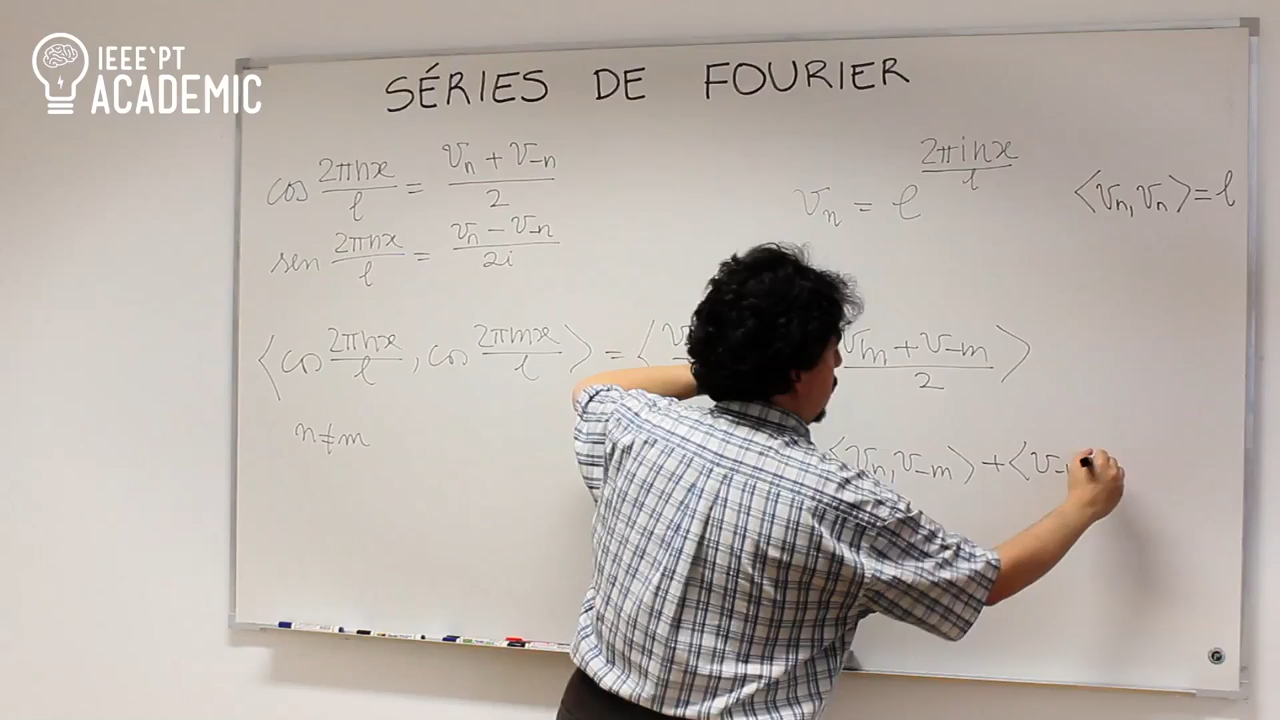 IEEE`PT
ACADEMIC
SÉRIES DE FOURIER
cos 2πnx/l = (v_n + v_-n)/2
sen 2πnx/l = (v_n - v_-n)/2i
v_n = e^(2πinx/l)
<v_n, v_n> = l
<cos 2πnx/l, cos 2πmx/l> = <v
v_m + v_-m/2>
n≠m
<v_n, v_-m> + <v_-